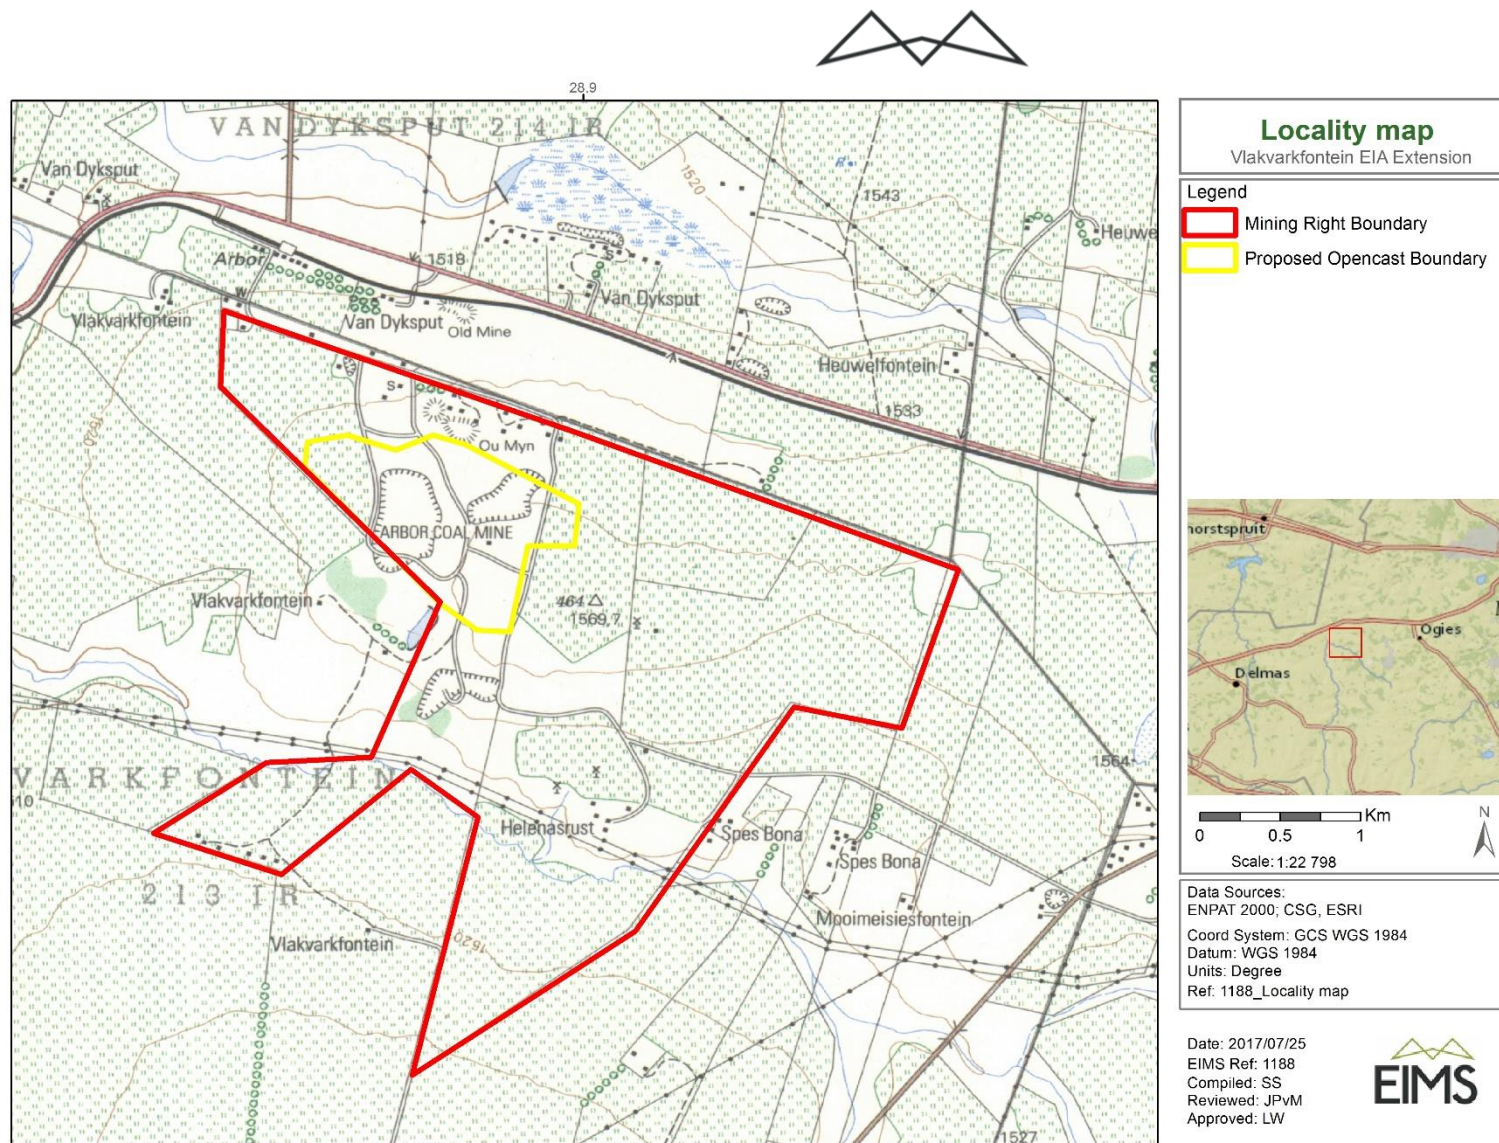 28.9
VANDYKSPUT 214 IR
Van Dyksput
1520
R
1543
Heuwe
Arbor
1518
S
Van Dyksput
W
Vlakvarkfontein
Van Dyksput
Old Mine
Heuwelfontein
S
1533
1520
Ou Myn
ARBOR COAL MINE
Vlakvarkfontein
464
1569,7
1564
VARKFONTEIN
510
Helenasrust
Spes Bona
Spes Bona
213 IR
Mooimeisiesfontein
Vlakvarkfontein
1520
1527
Locality map
Vlakvarkfontein EIA Extension
Legend
Mining Right Boundary
Proposed Opencast Boundary
horstspruit
Ogies
Delmas
Km
0 0.5 1
N
Scale: 1:22 798
Data Sources:
ENPAT 2000; CSG, ESRI
Coord System: GCS WGS 1984
Datum: WGS 1984
Units: Degree
Ref: 1188_Locality map
Date: 2017/07/25
EIMS Ref: 1188
Compiled: SS
Reviewed: JPvM
Approved: LW
EIMS